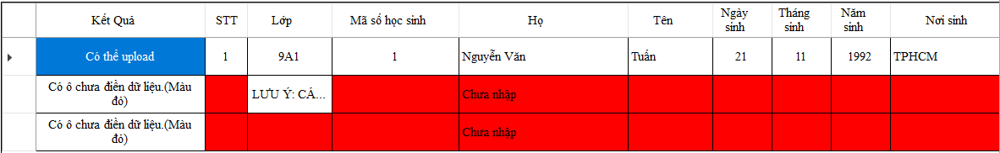 Kết Quả STT Lớp Mã số học sinh Họ Tên Ngày sinh Tháng sinh Năm sinh Nơi sinh
Có thể upload 1 9A1 1 Nguyễn Văn Tuấn 21 11 1992 TPHCM
Có ô chưa điền dữ liệu.(Màu đỏ) LƯU Ý: CÁ... Chưa nhập
Có ô chưa điền dữ liệu.(Màu đỏ) Chưa nhập